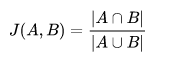 J(A, B) = |A ∩ B| / |A ∪ B|